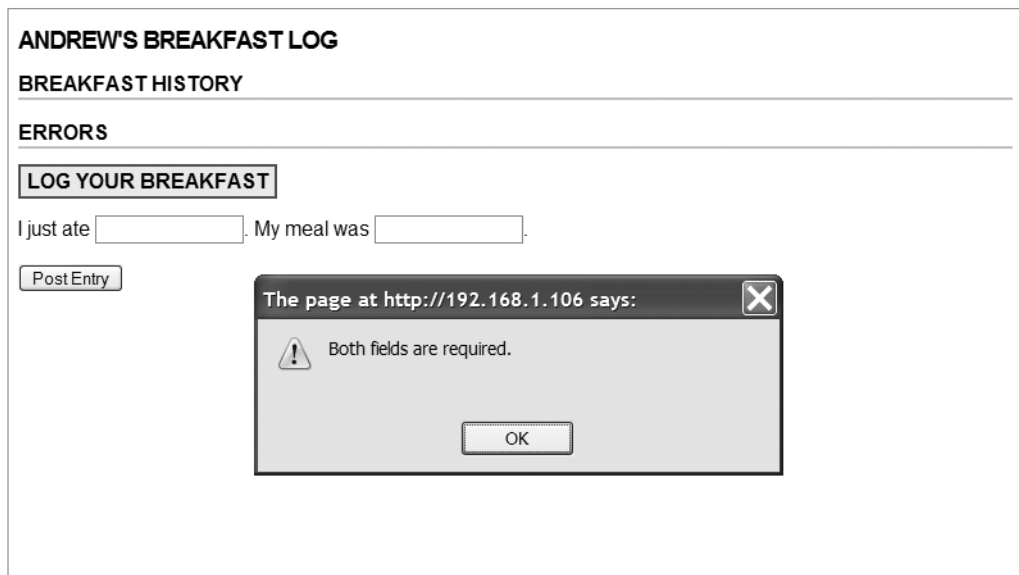 ANDREW'S BREAKFAST LOG
BREAKFAST HISTORY
ERRORS
LOG YOUR BREAKFAST
I just ate . My meal was .
Post Entry
The page at http://192.168.1.106 says:
Both fields are required.
OK